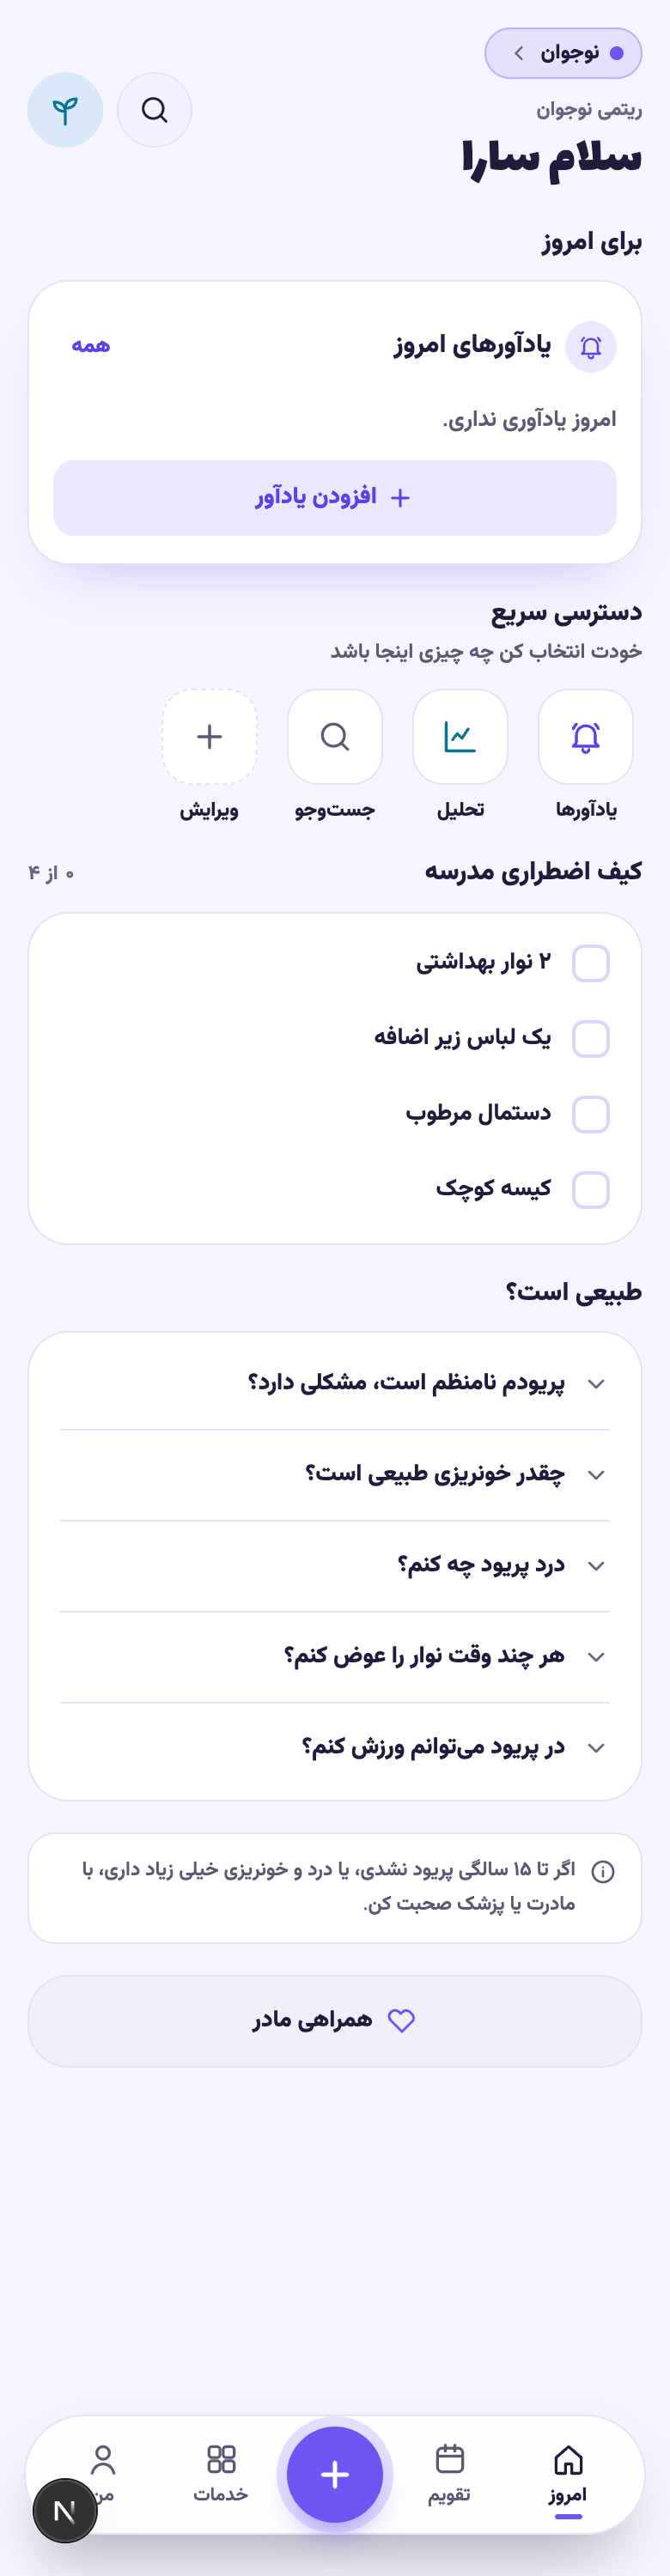 نوجوان
ریتمی نوجوان
سلام سارا
برای امروز
یادآورهای امروز
همه
امروز یادآوری نداری.
افزودن یادآور
دسترسی سریع
خودت انتخاب کن چه چیزی اینجا باشد
یادآورها
تحلیل
جست‌وجو
ویرایش
کیف اضطراری مدرسه
۰ از ۴
۲ نوار بهداشتی
یک لباس زیر اضافه
دستمال مرطوب
کیسه کوچک
طبیعی است؟
پریودم نامنظم است، مشکلی دارد؟
چقدر خونریزی طبیعی است؟
درد پریود چه کنم؟
هر چند وقت نوار را عوض کنم؟
در پریود می‌توانم ورزش کنم؟
اگر تا ۱۵ سالگی پریود نشدی، یا درد و خونریزی خیلی زیاد داری، با
مادرت یا پزشک صحبت کن.
همراهی مادر
امروز
تقویم
خدمات
من
N